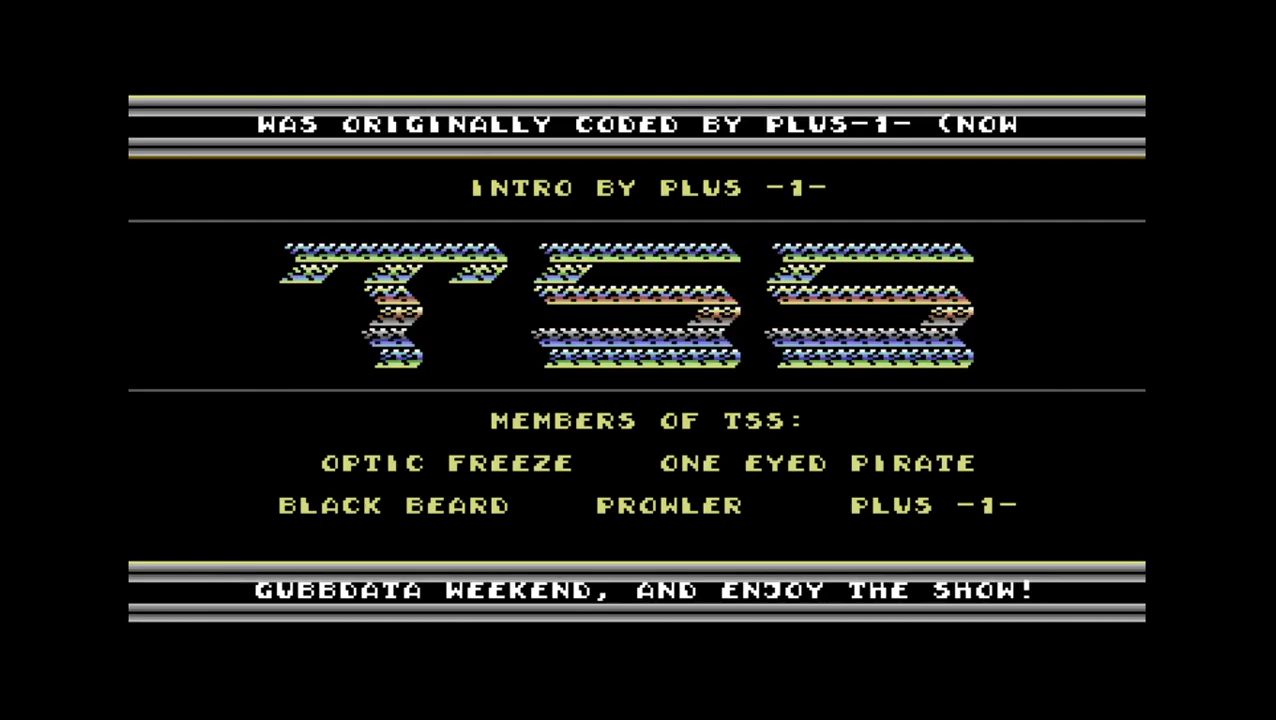 WAS ORIGINALLY CODED BY PLUS-1- (NOW
INTRO BY PLUS -1-
TSS
MEMBERS OF TSS:
OPTIC FREEZE ONE EYED PIRATE
BLACK BEARD PROWLER PLUS -1-
GUBBDATA WEEKEND, AND ENJOY THE SHOW!